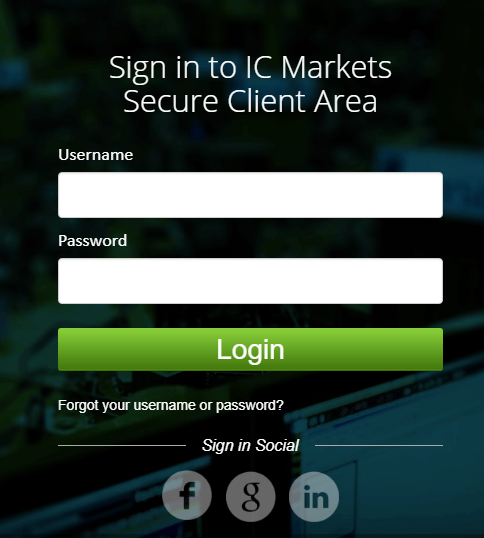 Sign in to IC Markets
Secure Client Area
Username
Password
Login
Forgot your username or password?
Sign in Social
f g in